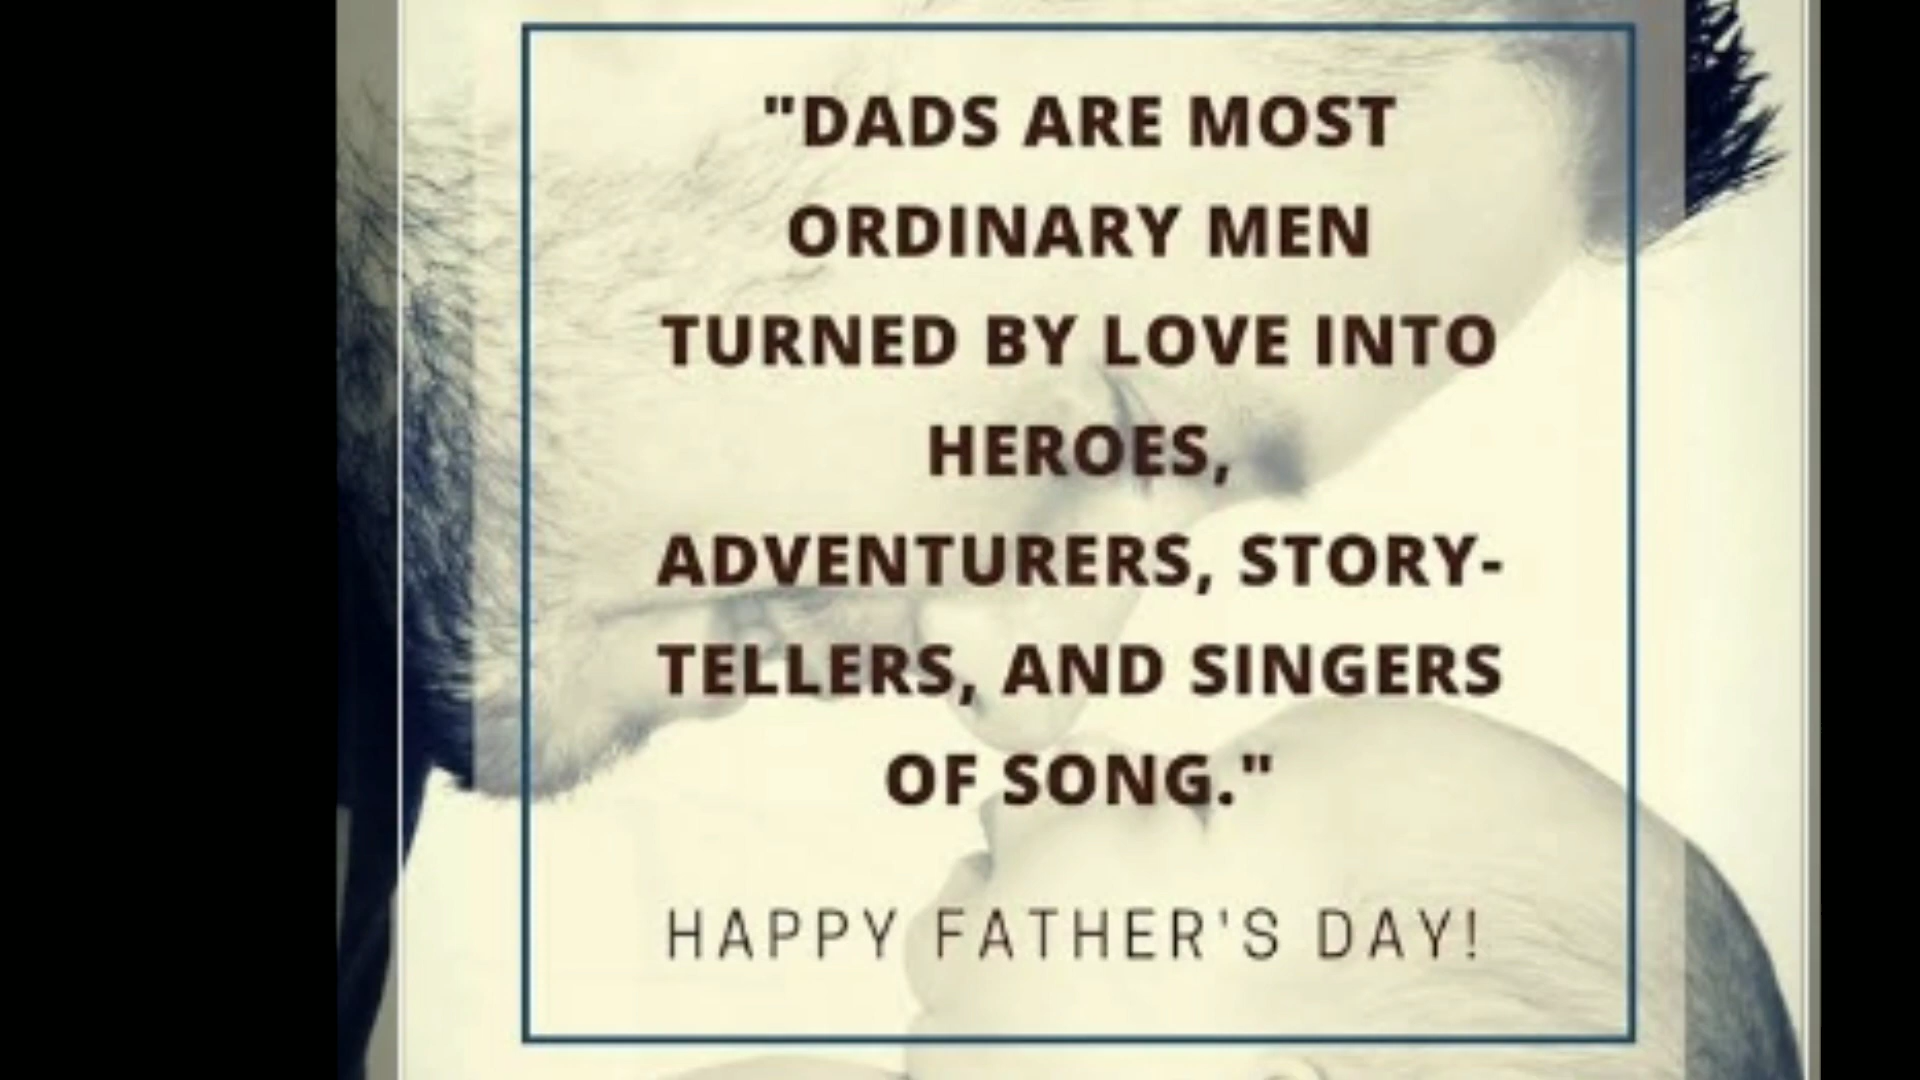 "DADS ARE MOST
ORDINARY MEN
TURNED BY LOVE INTO
HEROES,
ADVENTURERS, STORY-
TELLERS, AND SINGERS
OF SONG."
HAPPY FATHER'S DAY!